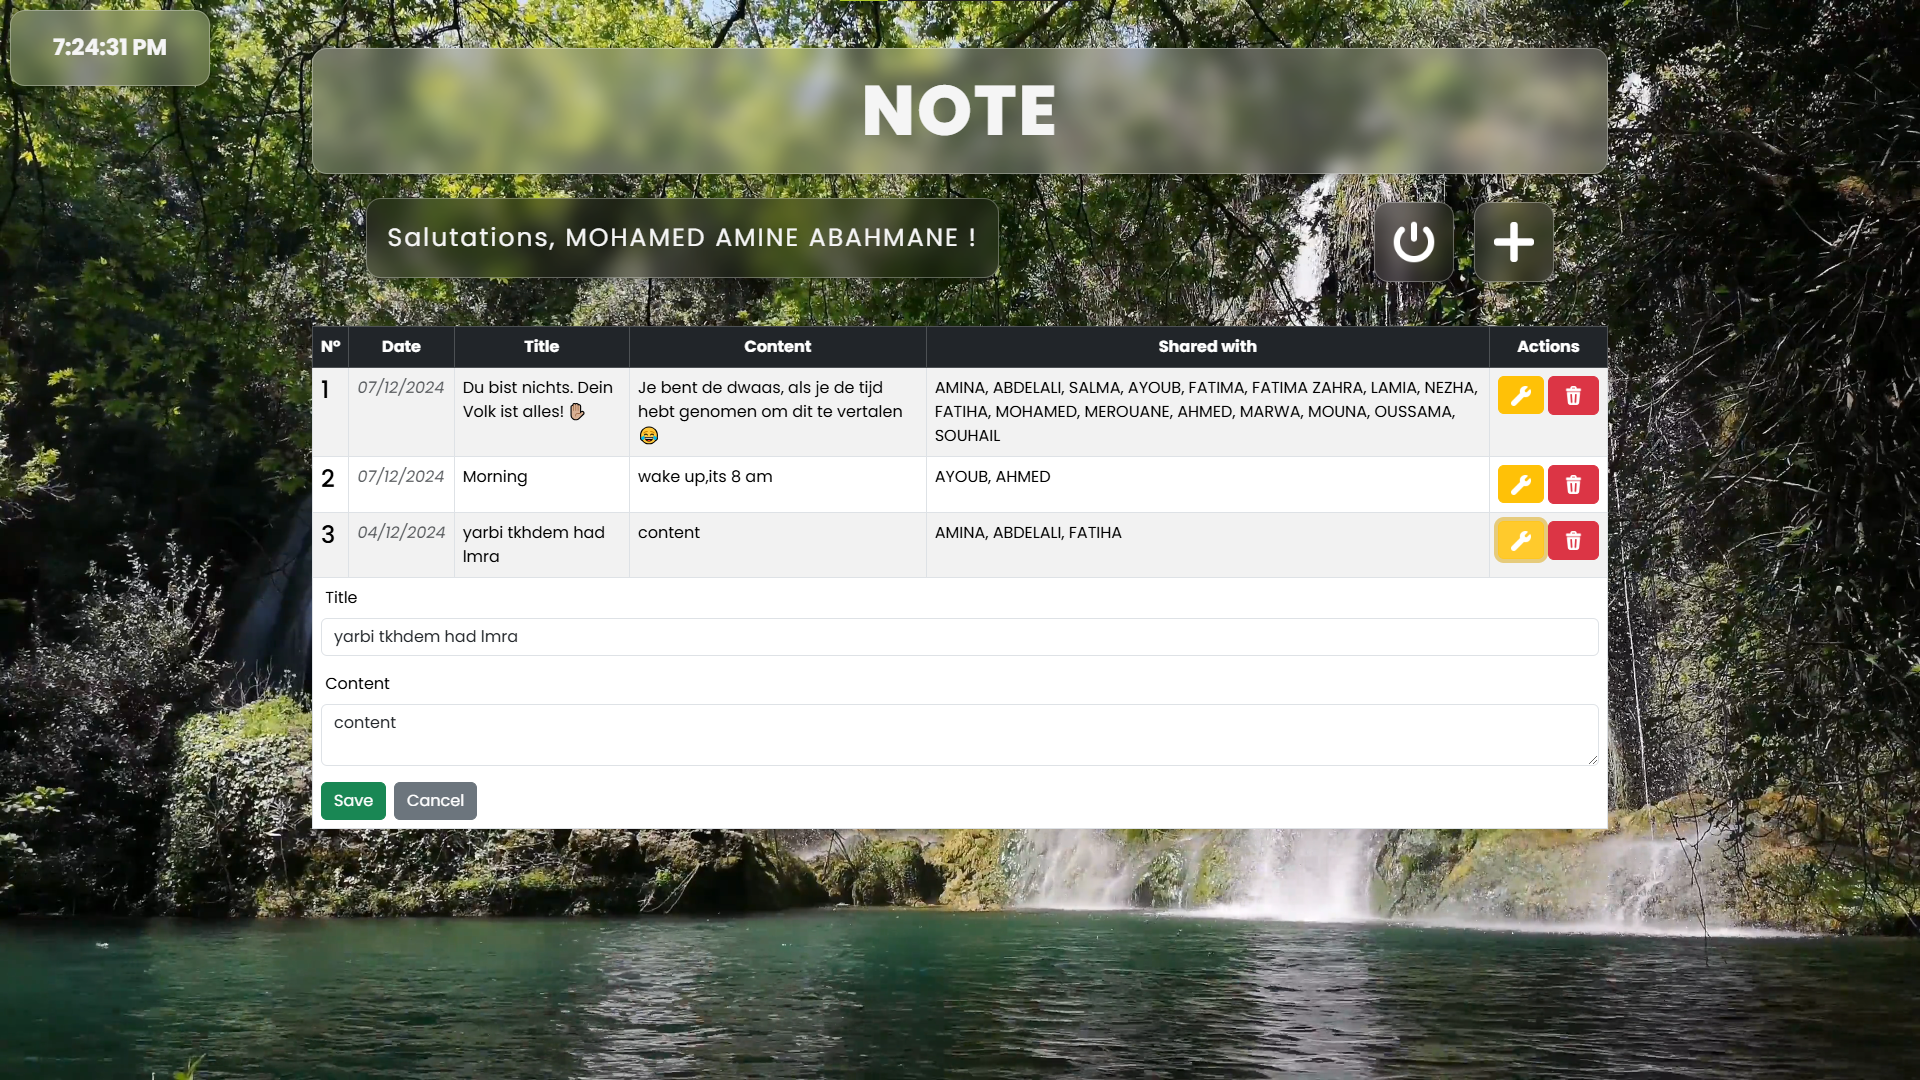 7:24:31 PM
NOTE
Salutations, MOHAMED AMINE ABAHMANE !
N° Date Title Content Shared with Actions
1 07/12/2024 Du bist nichts. Dein Volk ist alles! ✋🏽 Je bent de dwaas, als je de tijd hebt genomen om dit te vertalen 😂 AMINA, ABDELALI, SALMA, AYOUB, FATIMA, FATIMA ZAHRA, LAMIA, NEZHA, FATIHA, MOHAMED, MEROUANE, AHMED, MARWA, MOUNA, OUSSAMA, SOUHAIL
2 07/12/2024 Morning wake up,its 8 am AYOUB, AHMED
3 04/12/2024 yarbi tkhdem had lmra content AMINA, ABDELALI, FATIHA
Title
yarbi tkhdem had lmra
Content
content
Save Cancel